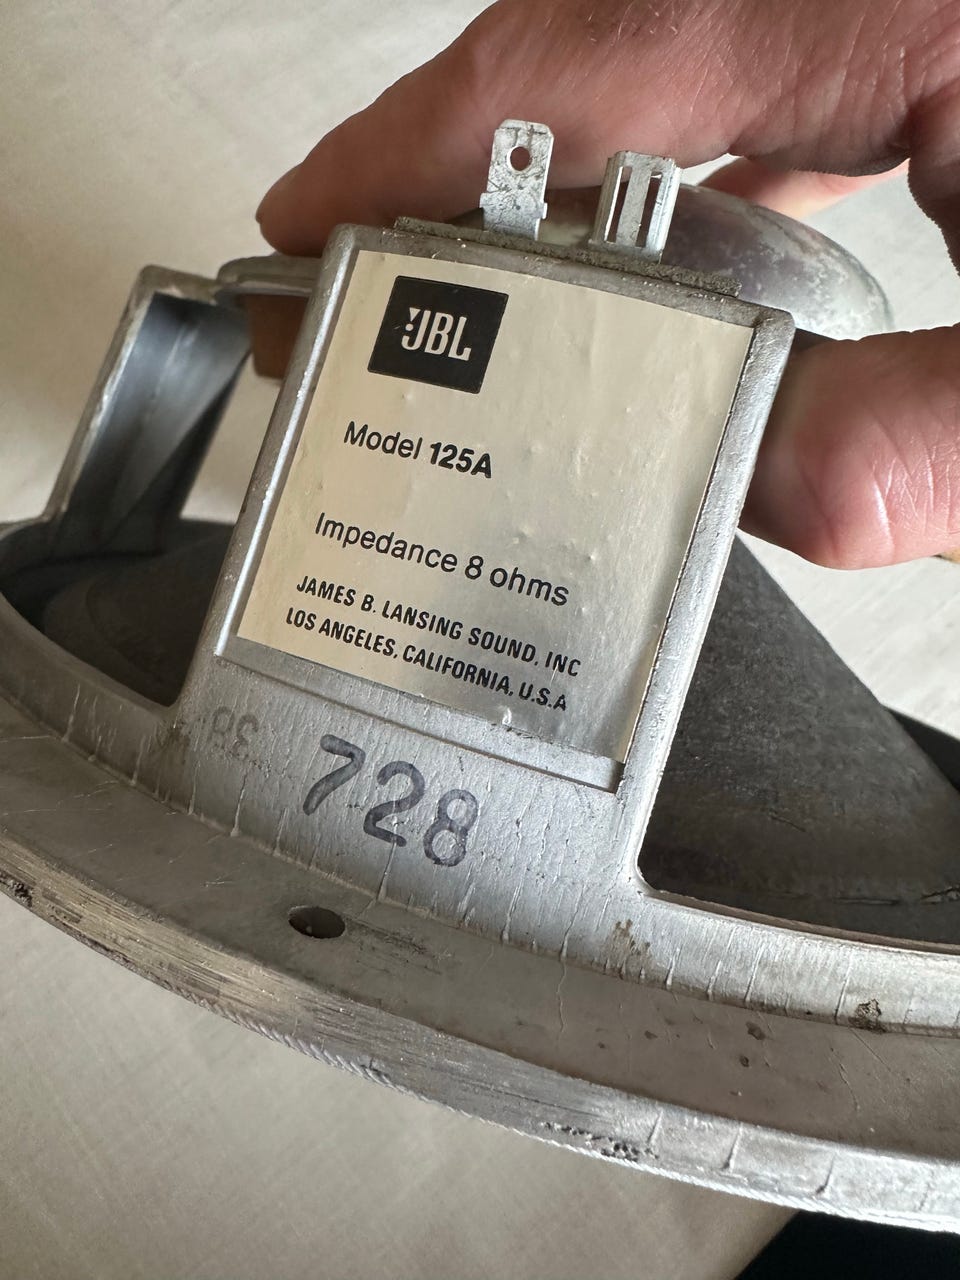 JBL
Model 125A
Impedance 8 ohms
JAMES B. LANSING SOUND, INC
LOS ANGELES, CALIFORNIA, U.S.A
728